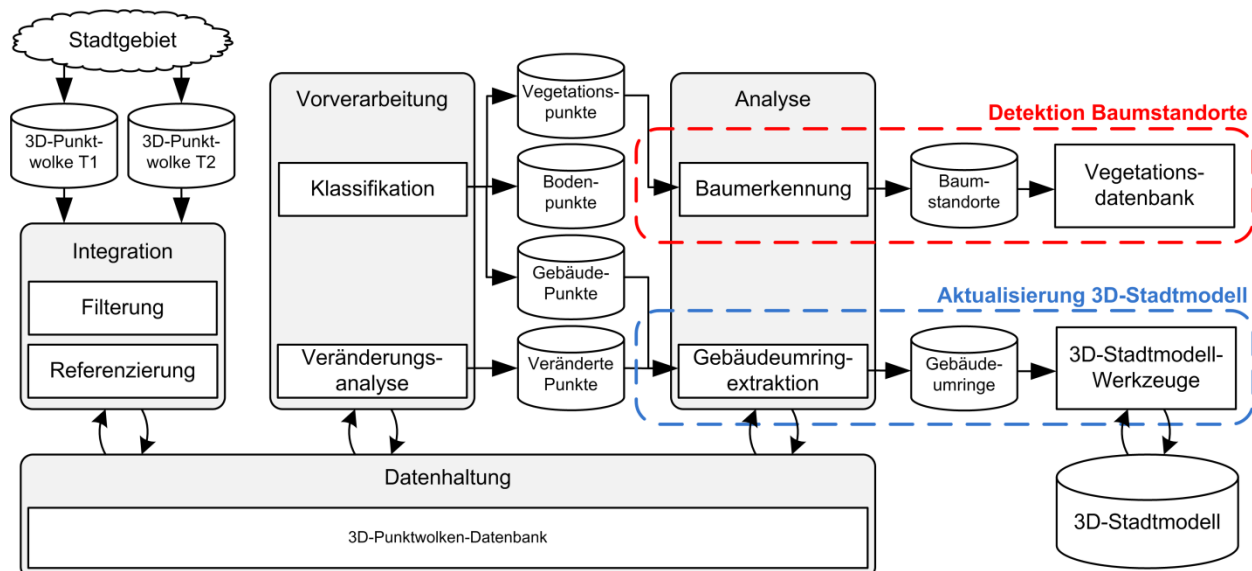 Stadtgebiet
3D-Punkt-
wolke T1
3D-Punkt-
wolke T2
Integration
Filterung
Referenzierung
Vorverarbeitung
Klassifikation
Veränderungs-
analyse
Vegetations-
punkte
Boden-
punkte
Gebäude-
Punkte
Veränderte
Punkte
Analyse
Baumerkennung
Gebäudeumring-
extraktion
Detektion Baumstandorte
Baum-
standorte
Vegetations-
datenbank
Aktualisierung 3D-Stadtmodell
Gebäude-
umringe
3D-Stadtmodell-
Werkzeuge
Datenhaltung
3D-Punktwolken-Datenbank
3D-Stadtmodell